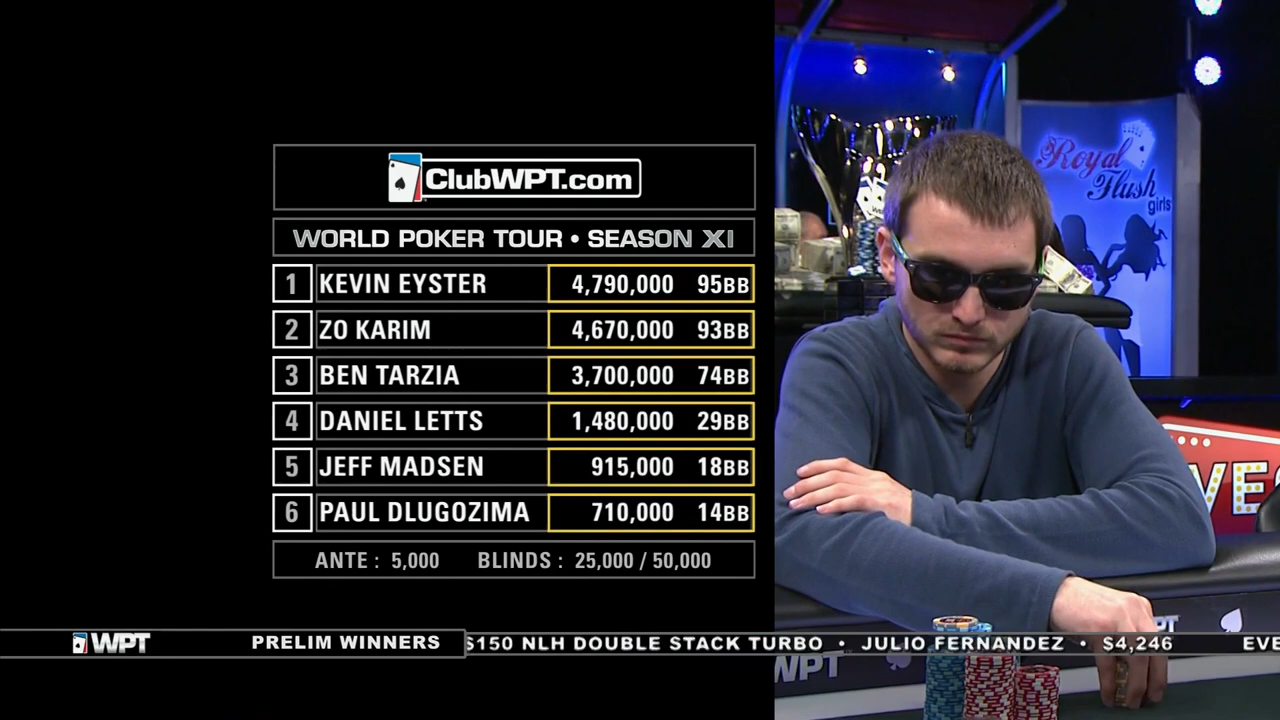 ClubWPT.com
WORLD POKER TOUR • SEASON XI
1 KEVIN EYSTER 4,790,000 95BB
2 ZO KARIM 4,670,000 93BB
3 BEN TARZIA 3,700,000 74BB
4 DANIEL LETTS 1,480,000 29BB
5 JEFF MADSEN 915,000 18BB
6 PAUL DLUGOZIMA 710,000 14BB
ANTE : 5,000 BLINDS : 25,000 / 50,000
Royal
Flush
girls
WPT PRELIM WINNERS $150 NLH DOUBLE STACK TURBO • JULIO FERNANDEZ • $4,246 EVE
WPT